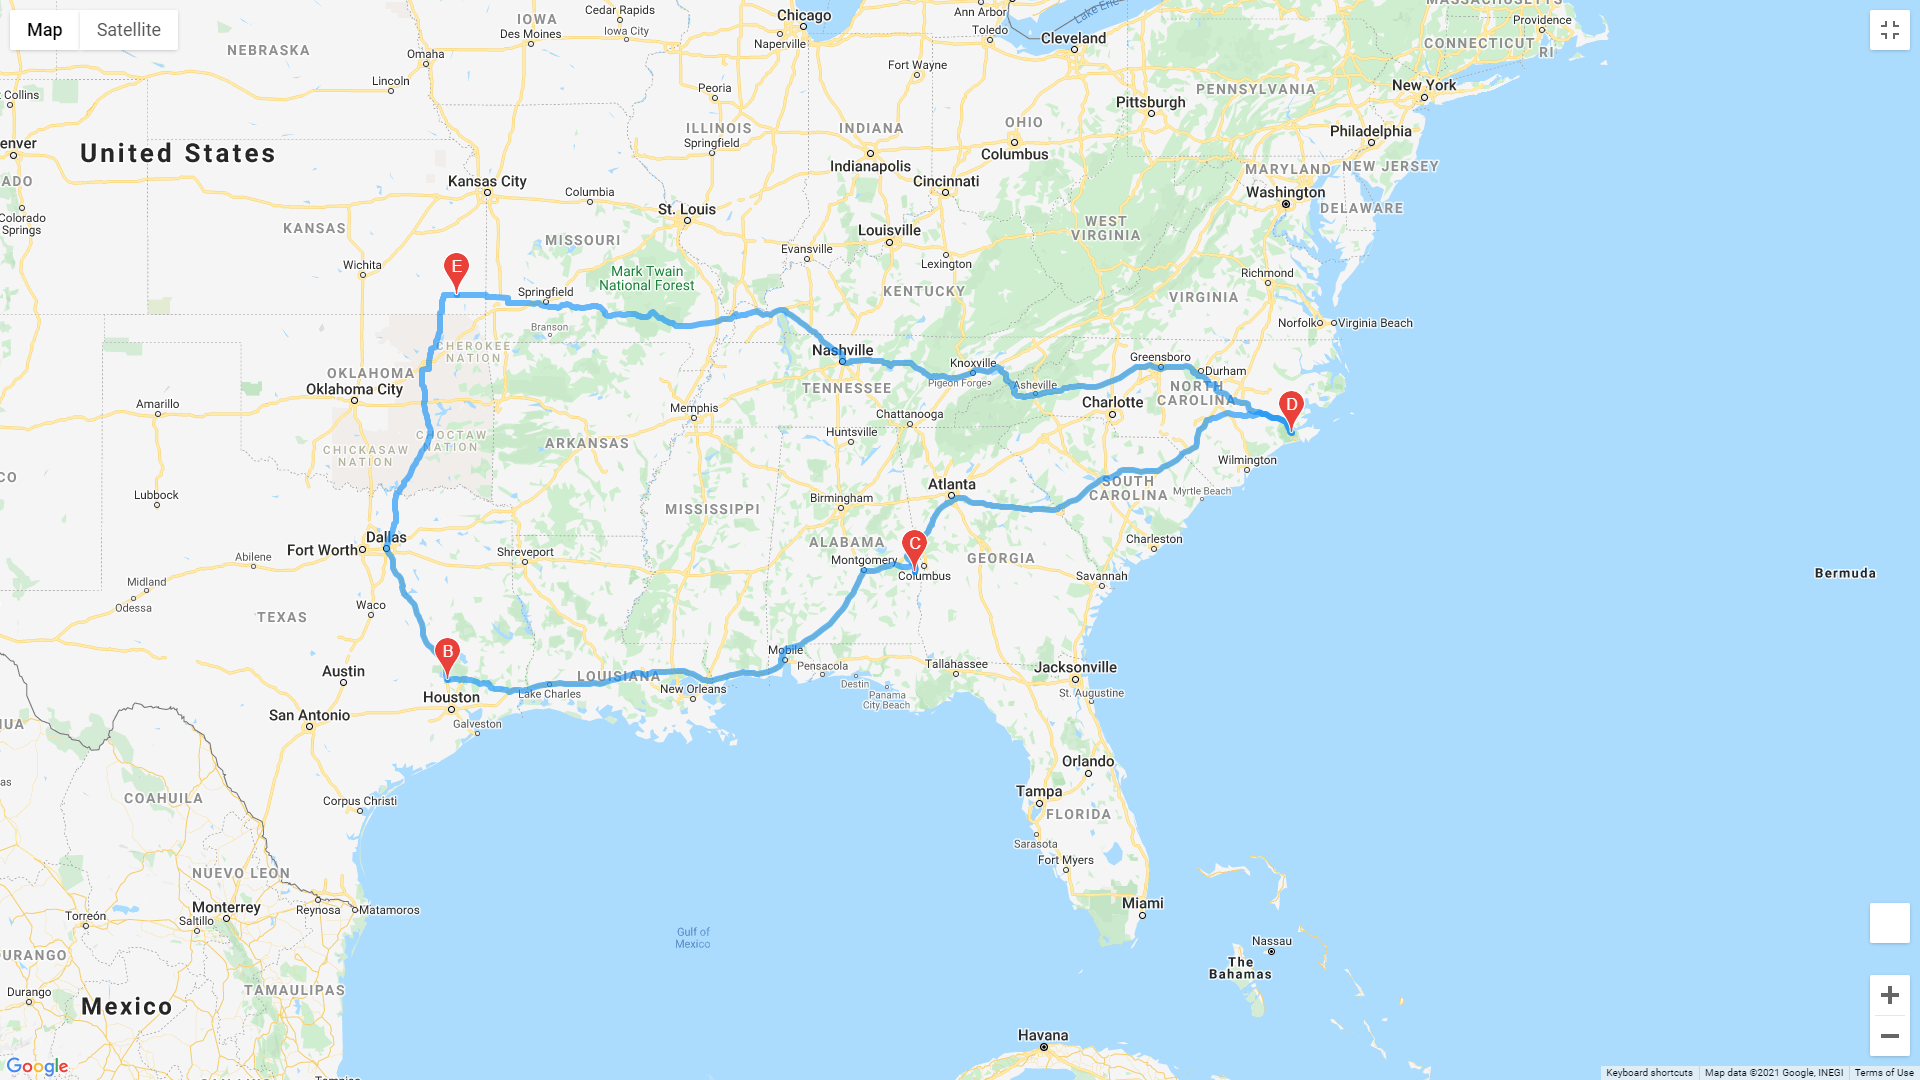 Map
Satellite
United States
Mexico
Bermuda
The
Bahamas
NEBRASKA
IOWA
ILLINOIS
INDIANA
OHIO
PENNSYLVANIA
MASSACHUSETTS
CONNECTICUT
RI
NEW JERSEY
MARYLAND
DELAWARE
WEST
VIRGINIA
VIRGINIA
KENTUCKY
MISSOURI
KANSAS
OKLAHOMA
ARKANSAS
TENNESSEE
NORTH
CAROLINA
SOUTH
CAROLINA
GEORGIA
ALABAMA
MISSISSIPPI
LOUISIANA
TEXAS
FLORIDA
COAHUILA
NUEVO LEON
TAMAULIPAS
DURANGO
CHEROKEE
NATION
CHOCTAW
NATION
CHICKASAW
NATION
Cedar Rapids
Des Moines
Iowa City
Omaha
Lincoln
Chicago
Naperville
Ann Arbor
Lake Erie
Toledo
Cleveland
Fort Wayne
Peoria
Springfield
Indianapolis
Columbus
Cincinnati
Pittsburgh
New York
Providence
Philadelphia
Washington
Richmond
Norfolk
Virginia Beach
Collins
enver
ADO
Colorado
Springs
Kansas City
Columbia
St. Louis
Louisville
Evansville
Lexington
Wichita
Mark Twain
National Forest
Springfield
Branson
E
Nashville
Knoxville
Pigeon Forge
Asheville
Greensboro
Durham
Charlotte
D
Oklahoma City
Amarillo
Memphis
Chattanooga
Huntsville
Wilmington
Myrtle Beach
Lubbock
CO
Atlanta
Birmingham
C
Montgomery
Columbus
Charleston
Savannah
Dallas
Fort Worth
Abilene
Midland
Odessa
Shreveport
Waco
B
Austin
Houston
Galveston
San Antonio
Lake Charles
New Orleans
Mobile
Pensacola
Destin
Panama
City Beach
Tallahassee
Jacksonville
St. Augustine
Orlando
Tampa
Sarasota
Fort Myers
Miami
Nassau
Havana
Corpus Christi
HUA
as
Monterrey
Saltillo
Torreón
Reynosa
Matamoros
Durango
Gulf of
Mexico
Google
Keyboard shortcuts
Map data ©2021 Google, INEGI
Terms of Use